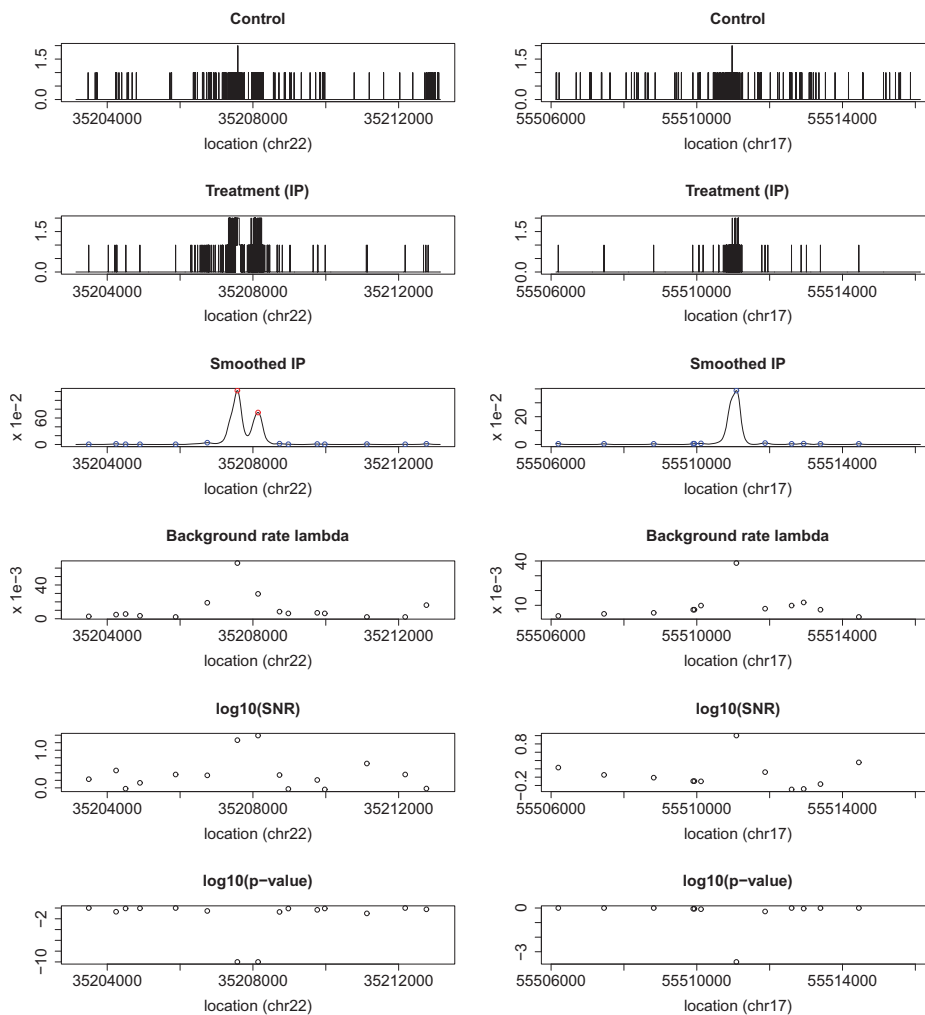 Control
1.5
0.0
35204000 35208000 35212000
location (chr22)
Treatment (IP)
1.5
0.0
35204000 35208000 35212000
location (chr22)
Smoothed IP
x 1e−2
60
0
35204000 35208000 35212000
location (chr22)
Background rate lambda
x 1e−3
40
0
35204000 35208000 35212000
location (chr22)
log10(SNR)
1.0
0.0
35204000 35208000 35212000
location (chr22)
log10(p−value)
−2
−10
35204000 35208000 35212000
location (chr22)
Control
1.5
0.0
55506000 55510000 55514000
location (chr17)
Treatment (IP)
1.5
0.0
55506000 55510000 55514000
location (chr17)
Smoothed IP
x 1e−2
20
0
55506000 55510000 55514000
location (chr17)
Background rate lambda
x 1e−3
40
10
55506000 55510000 55514000
location (chr17)
log10(SNR)
0.8
−0.2
55506000 55510000 55514000
location (chr17)
log10(p−value)
0
−3
55506000 55510000 55514000
location (chr17)